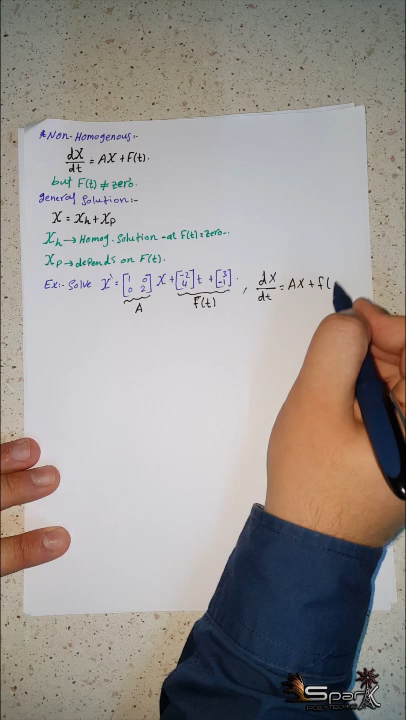 * Non-Homogenous:-
dX/dt = AX + F(t).
but F(t) ≠ zero.
general solution:-
X = Xh + Xp
Xh → Homog. Solution at F(t) = zero..
Xp → depends on F(t).
Ex:- Solve X' = [1 0; 0 2] X + [-2; 4] t + [3; -1] , dX/dt = AX + f(
A F(t)
Spark